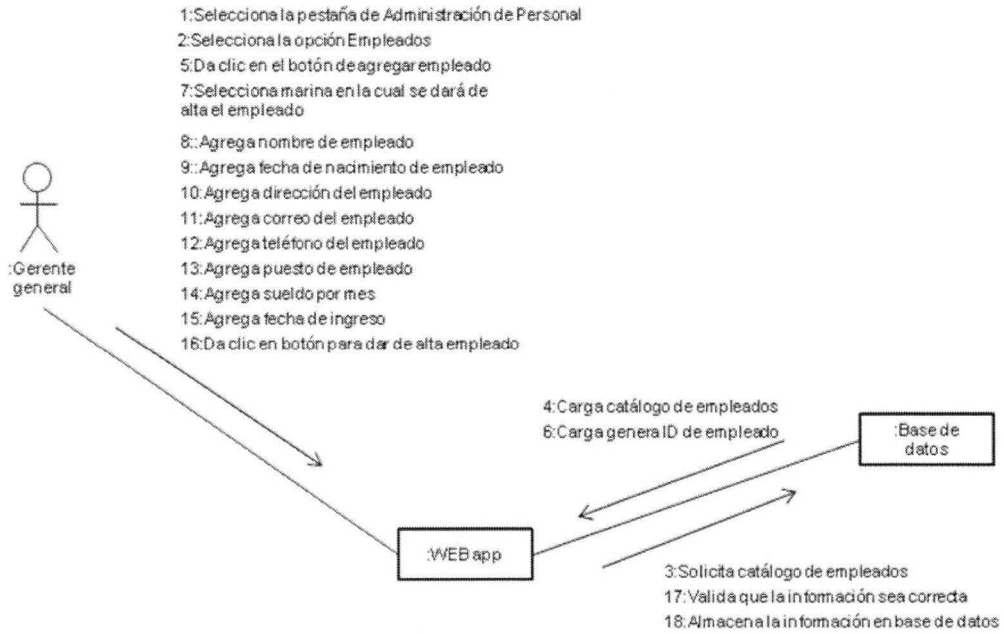 1:Selecciona la pestaña de Administración de Personal
2:Selecciona la opción Empleados
5:Da clic en el botón de agregar empleado
7:Selecciona marina en la cual se dará de
alta el empleado
8::Agrega nombre de empleado
9::Agrega fecha de nacimiento de empleado
10:Agrega dirección del empleado
11:Agrega correo del empleado
12:Agrega teléfono del empleado
13:Agrega puesto de empleado
14:Agrega sueldo por mes
15:Agrega fecha de ingreso
16:Da clic en botón para dar de alta empleado
:Gerente
general
4:Carga catálogo de empleados
6:Carga genera ID de empleado
:Base de
datos
:WEB app
3:Solicita catálogo de empleados
17:Valida que la información sea correcta
18:Almacena la información en base de datos